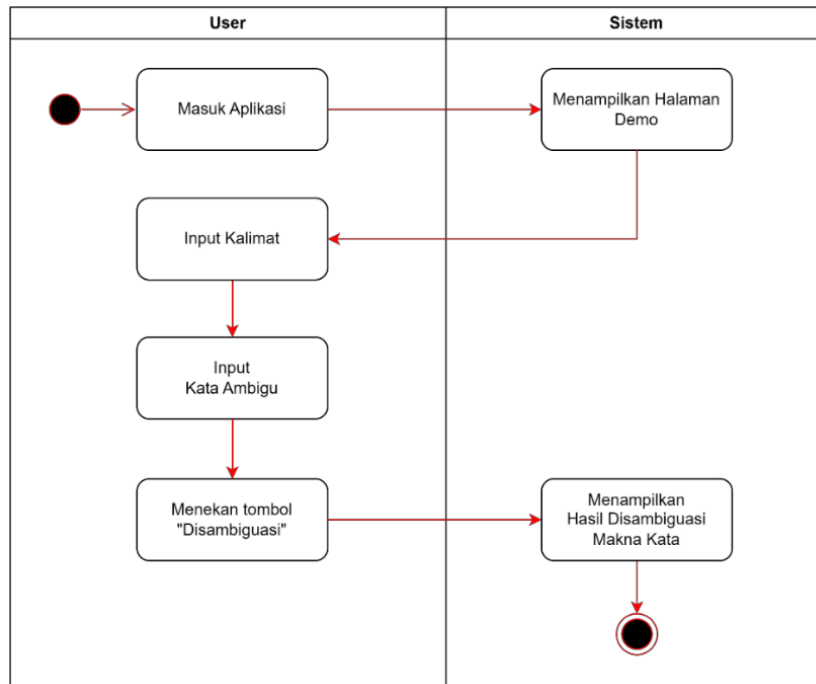 User
Sistem
Masuk Aplikasi
Menampilkan Halaman
Demo
Input Kalimat
Input
Kata Ambigu
Menekan tombol
"Disambiguasi"
Menampilkan
Hasil Disambiguasi
Makna Kata